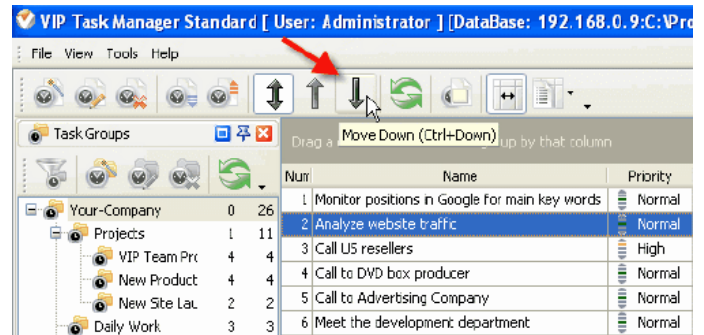 VIP Task Manager Standard [ User: Administrator ] [DataBase: 192.168.0.9:C:\Pro
File View Tools Help
Task Groups
Drag a
Move Down (Ctrl+Down)
up by that column
Num Name Priority
Your-Company 0 26
Projects 1 11
VIP Team Prc 4 4
New Product 4 4
New Site Lau 2 2
Daily Work 3 3
1 Monitor positions in Google for main key words Normal
2 Analyze website traffic Normal
3 Call US resellers High
4 Call to DVD box producer Normal
5 Call to Advertising Company Normal
6 Meet the development department Normal